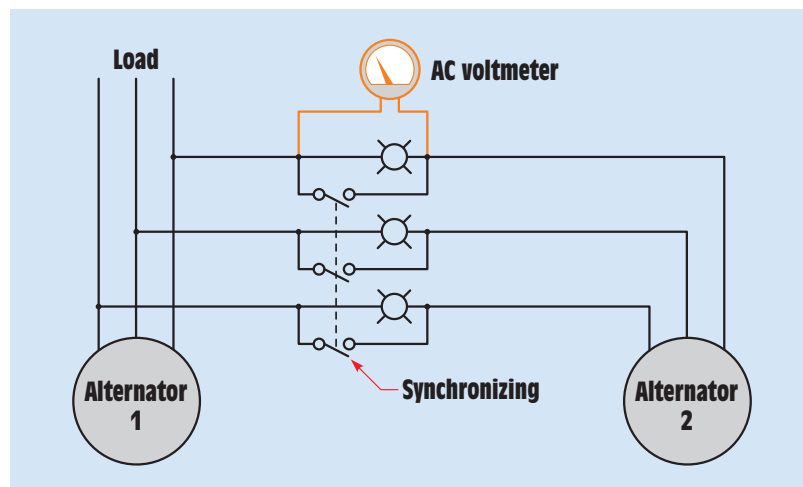 Load
AC voltmeter
Synchronizing
Alternator
1
Alternator
2